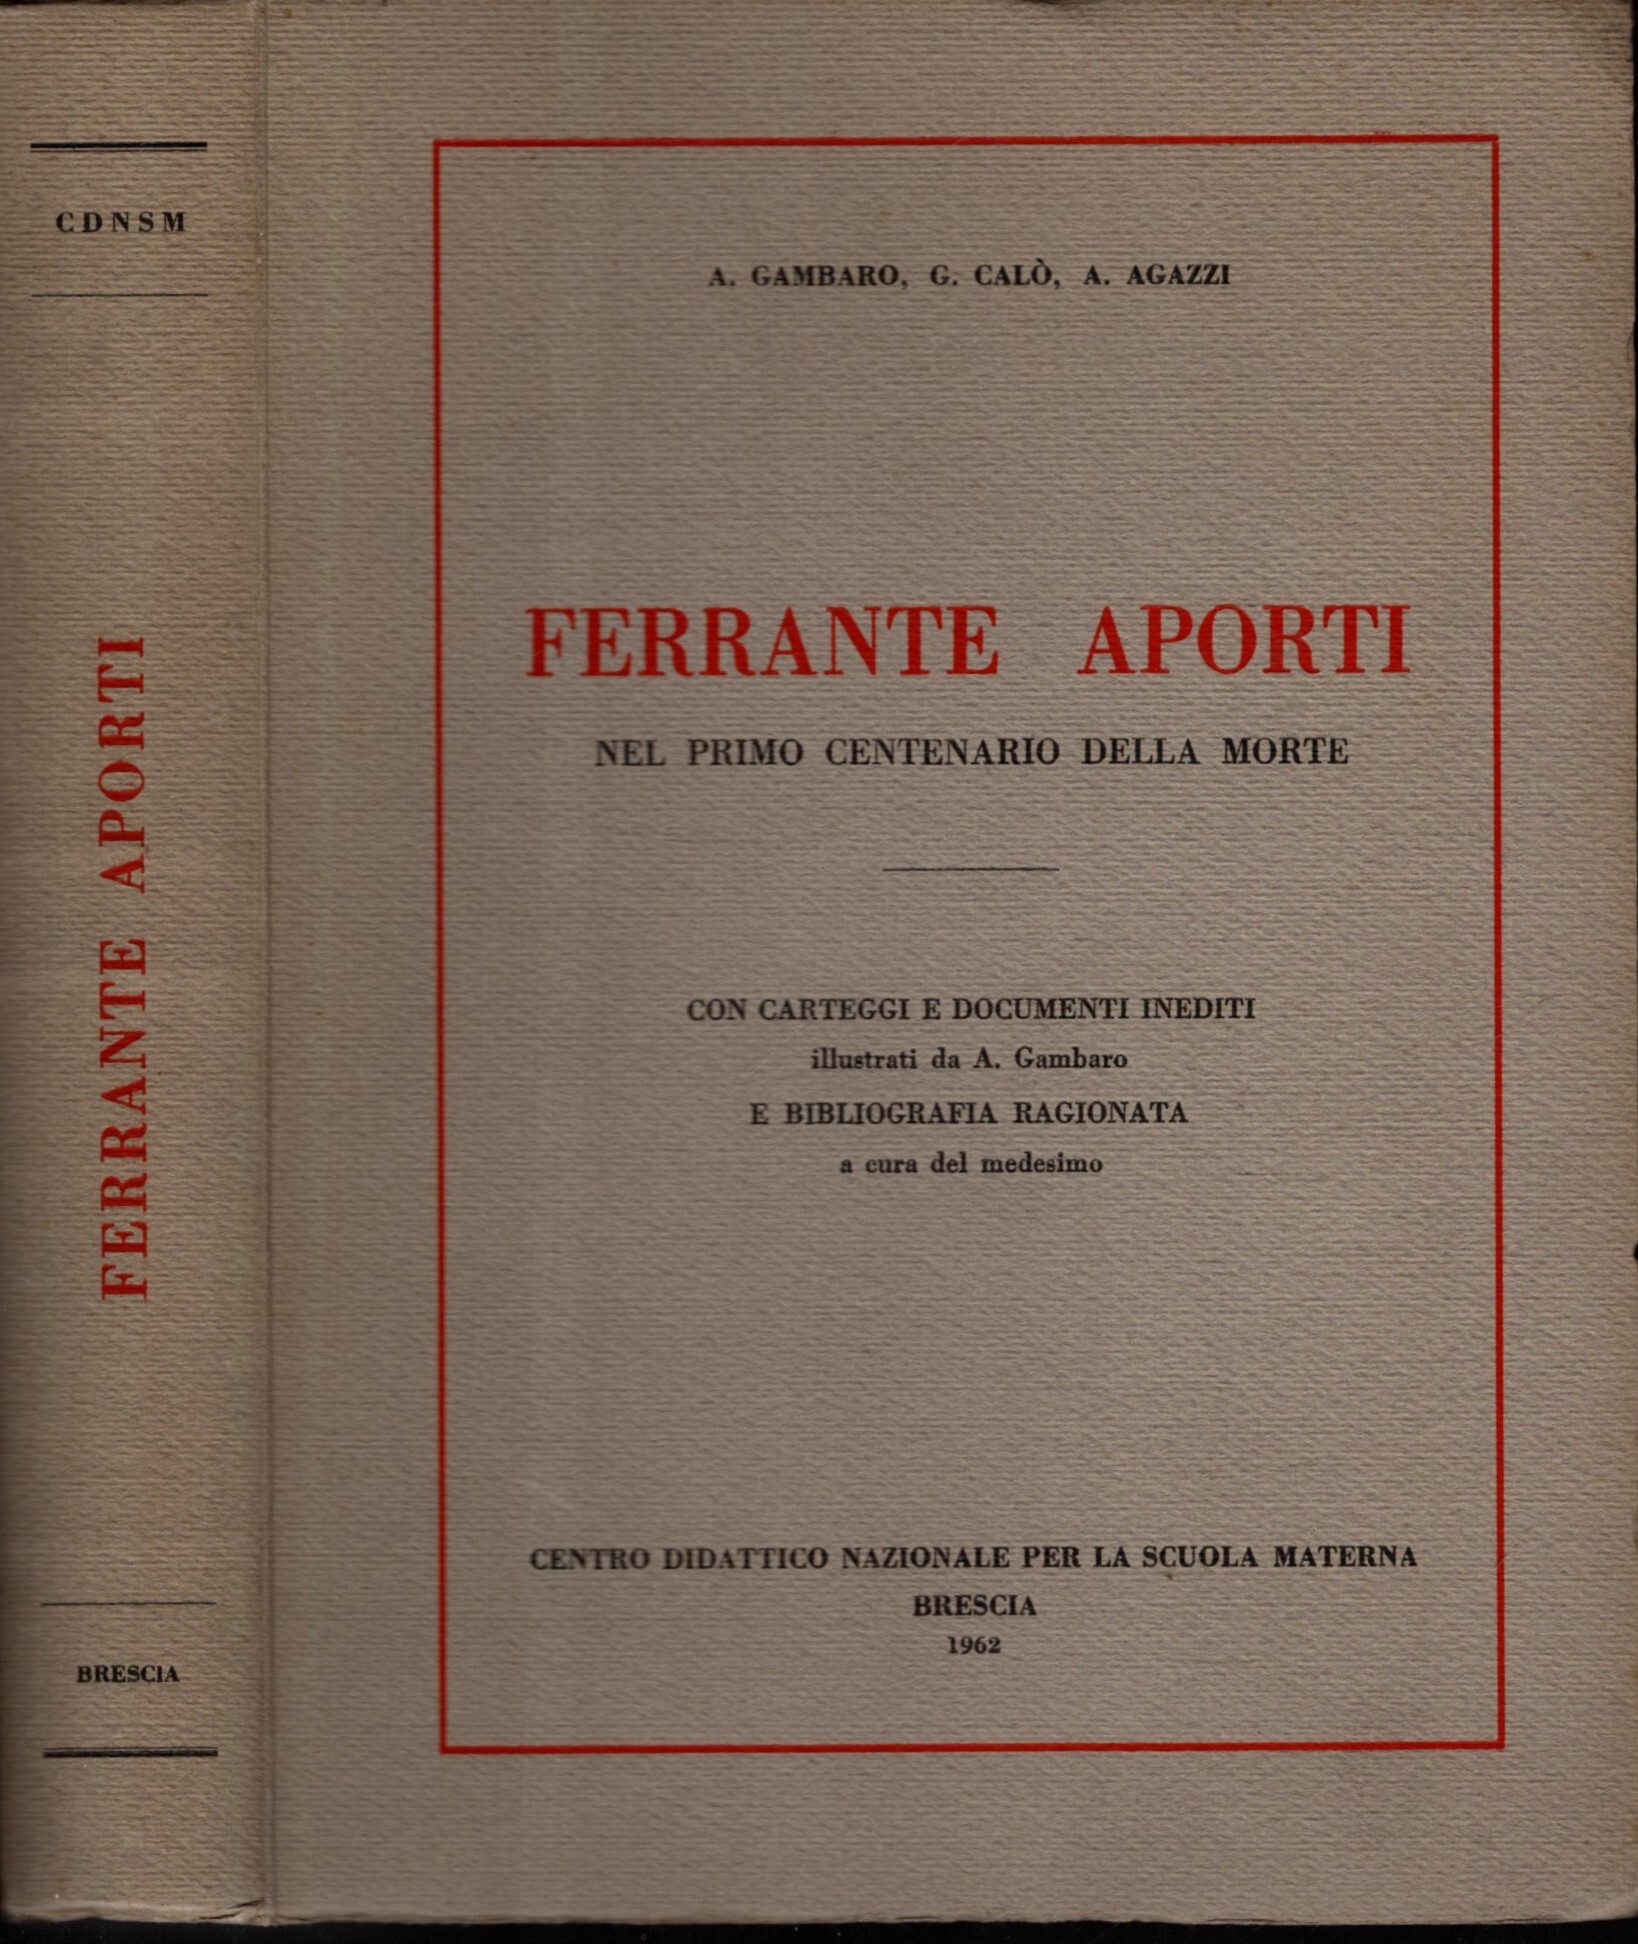 CDNSM
FERRANTE APORTI
BRESCIA
A. GAMBARO, G. CALÒ, A. AGAZZI
FERRANTE APORTI
NEL PRIMO CENTENARIO DELLA MORTE
CON CARTEGGI E DOCUMENTI INEDITI
illustrati da A. Gambaro
E BIBLIOGRAFIA RAGIONATA
a cura del medesimo
CENTRO DIDATTICO NAZIONALE PER LA SCUOLA MATERNA
BRESCIA
1962